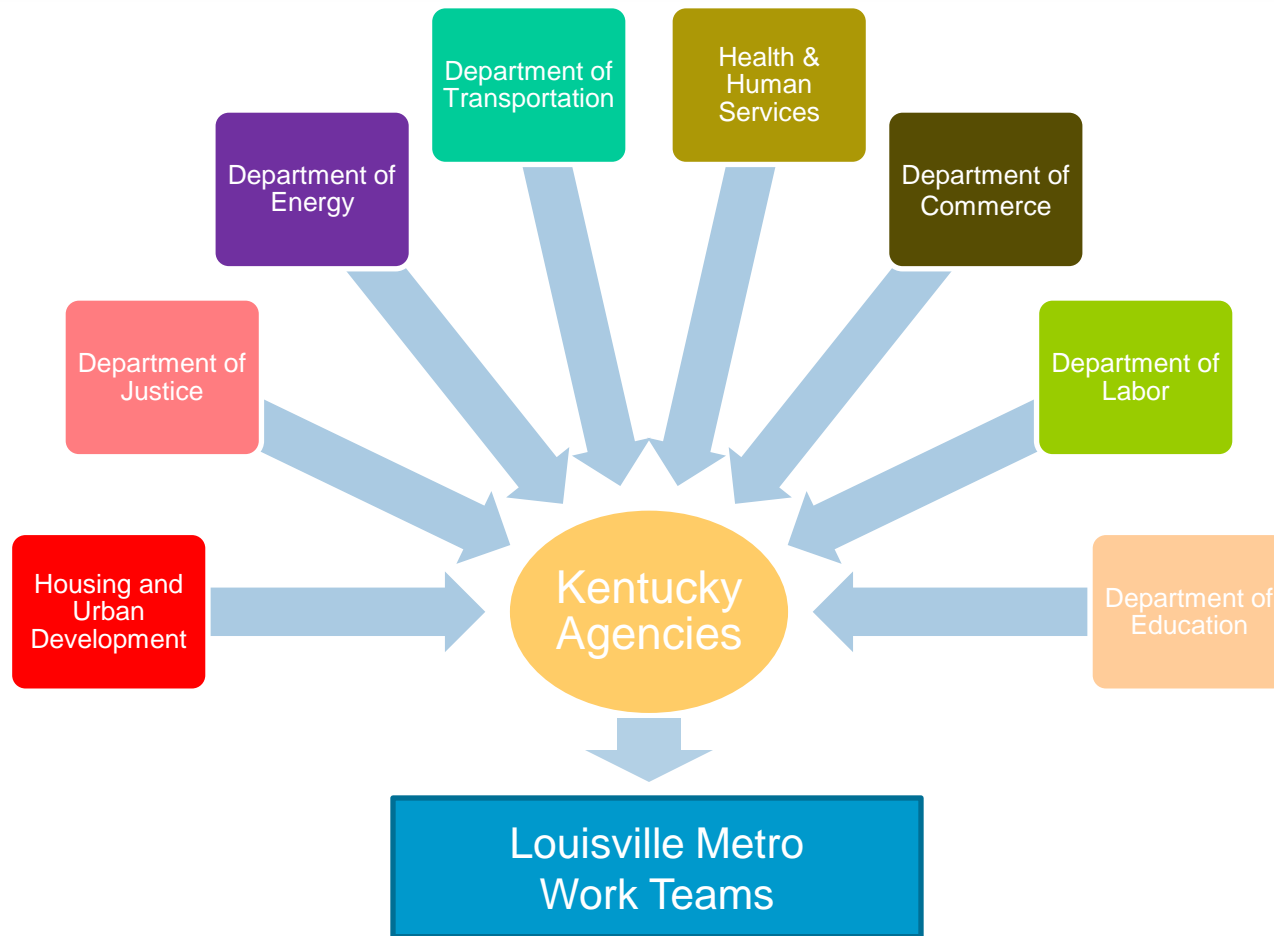 Department of
Transportation
Health &
Human
Services
Department of
Energy
Department of
Commerce
Department of
Justice
Department of
Labor
Housing and
Urban
Development
Kentucky
Agencies
Department of
Education
Louisville Metro
Work Teams